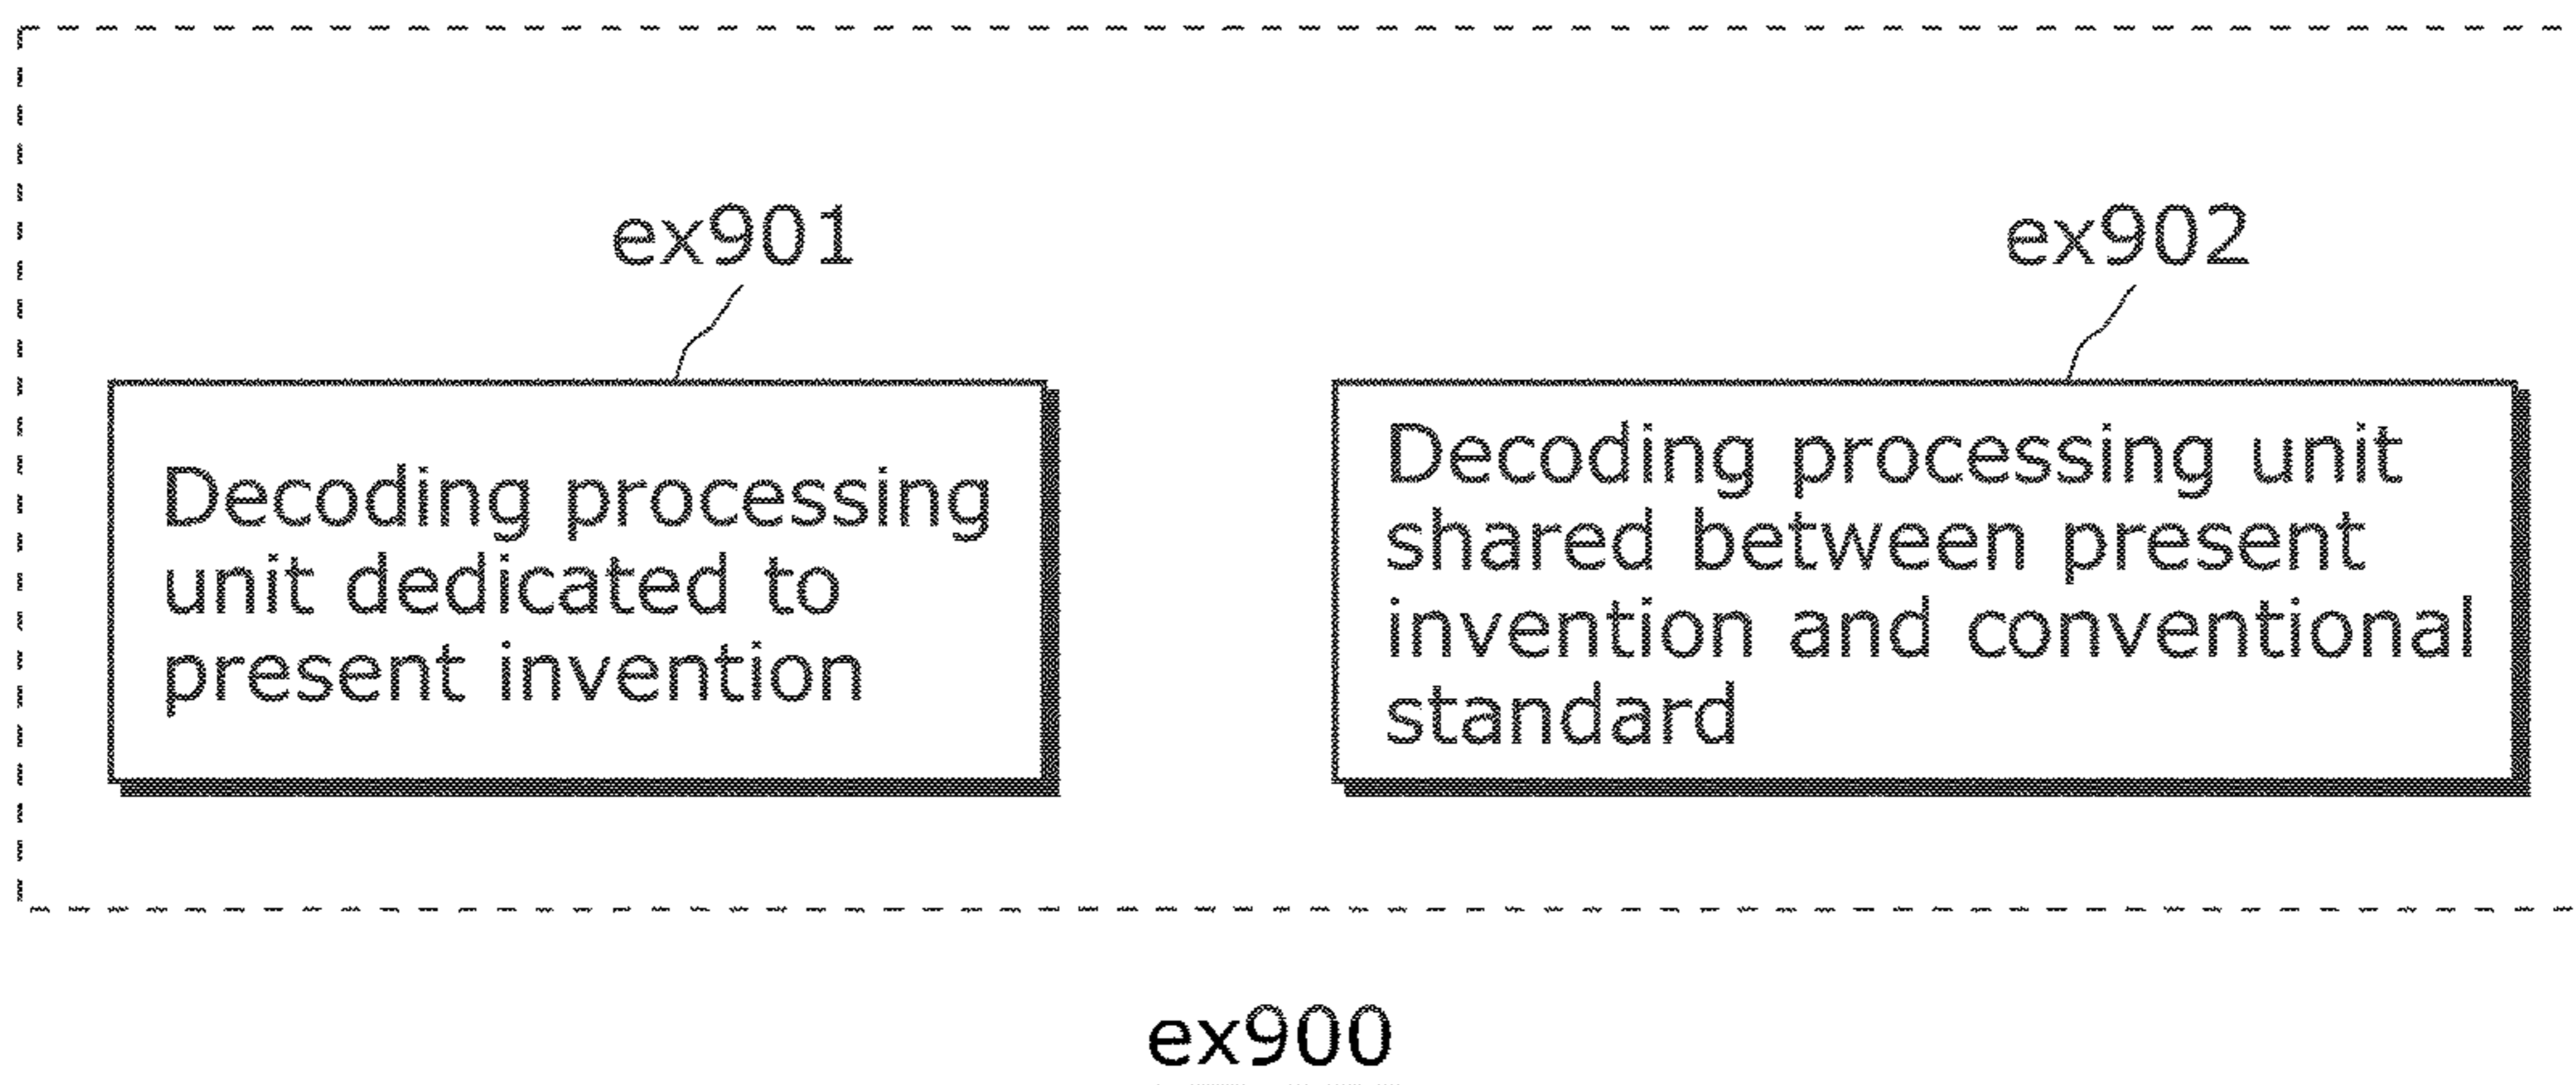 ex901
Decoding processing
unit dedicated to
present invention
ex902
Decoding processing unit
shared between present
invention and conventional
standard
ex900